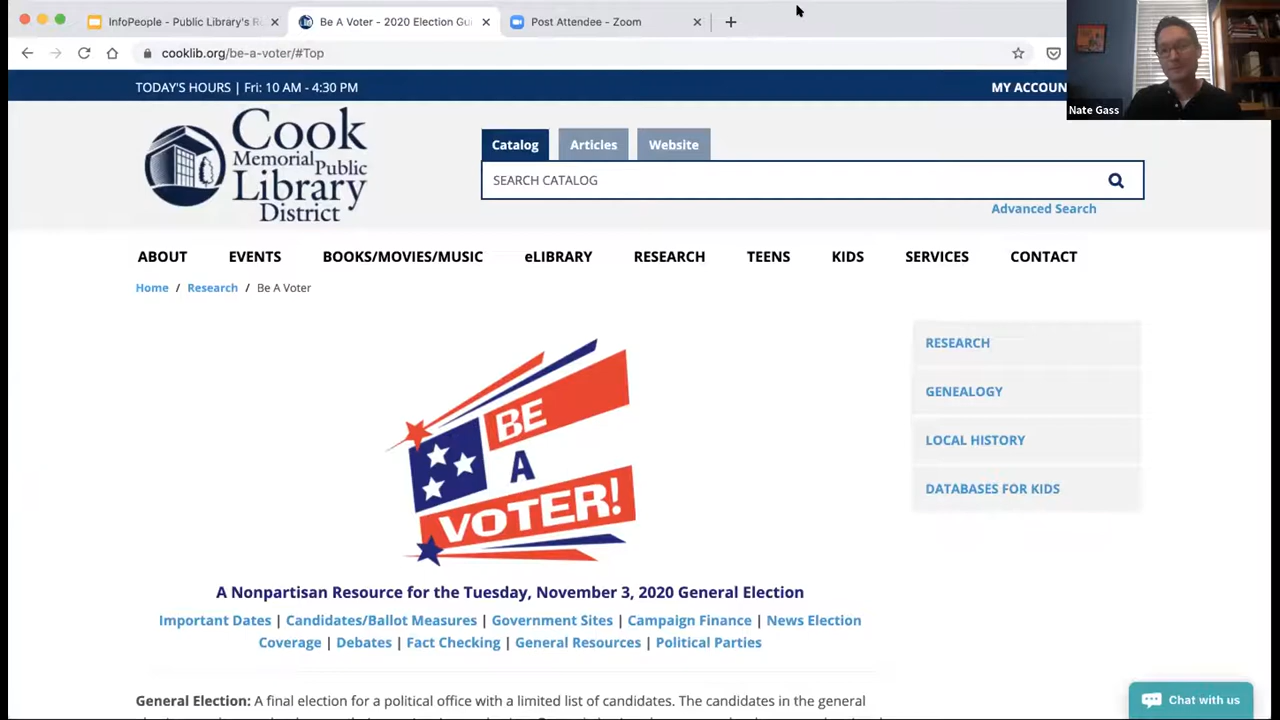 InfoPeople - Public Library's R
Be A Voter - 2020 Election Gu
Post Attendee - Zoom
cooklib.org/be-a-voter/#Top
TODAY'S HOURS | Fri: 10 AM - 4:30 PM
MY ACCOUN
Nate Gass
Cook
Memorial Public
Library
District
Catalog
Articles
Website
SEARCH CATALOG
Advanced Search
ABOUT EVENTS BOOKS/MOVIES/MUSIC eLIBRARY RESEARCH TEENS KIDS SERVICES CONTACT
Home / Research / Be A Voter
BE
A
VOTER!
RESEARCH
GENEALOGY
LOCAL HISTORY
DATABASES FOR KIDS
A Nonpartisan Resource for the Tuesday, November 3, 2020 General Election
Important Dates | Candidates/Ballot Measures | Government Sites | Campaign Finance | News Election
Coverage | Debates | Fact Checking | General Resources | Political Parties
General Election: A final election for a political office with a limited list of candidates. The candidates in the general
Chat with us